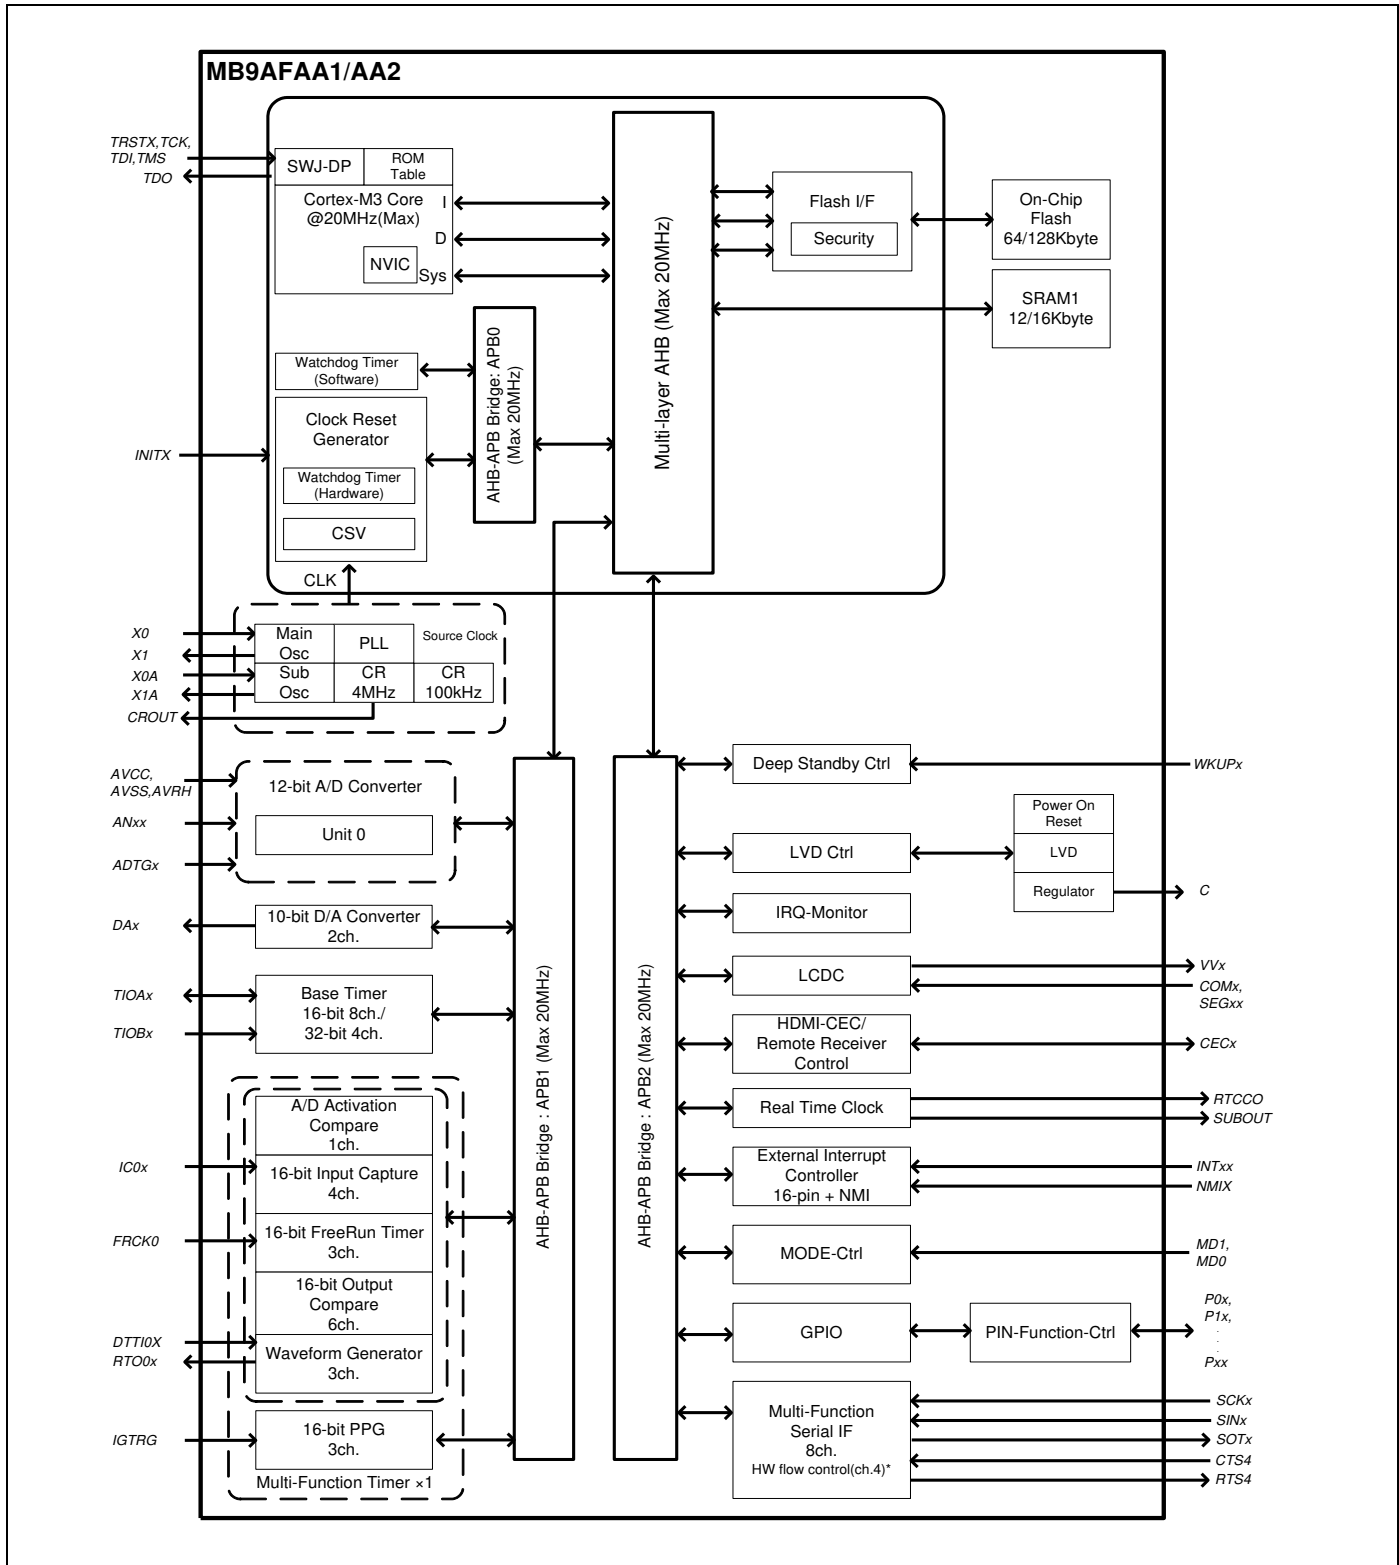 MB9AFAA1/AA2
TRSTX,TCK,
TDI,TMS
TDO
SWJ-DP
ROM
Table
Cortex-M3 Core
@20MHz(Max)
I
D
Sys
NVIC
Multi-layer AHB (Max 20MHz)
Flash I/F
Security
On-Chip
Flash
64/128Kbyte
SRAM1
12/16Kbyte
Watchdog Timer
(Software)
AHB-APB Bridge: APB0
(Max 20MHz)
Clock Reset
Generator
Watchdog Timer
(Hardware)
CSV
INITX
CLK
X0
X1
X0A
X1A
CROUT
Main
Osc
PLL
Source Clock
Sub
Osc
CR
4MHz
CR
100kHz
AVCC,
AVSS,AVRH
ANxx
ADTGx
12-bit A/D Converter
Unit 0
DAx
10-bit D/A Converter
2ch.
TIOAx
TIOBx
Base Timer
16-bit 8ch./
32-bit 4ch.
A/D Activation
Compare
1ch.
IC0x
16-bit Input Capture
4ch.
FRCK0
16-bit FreeRun Timer
3ch.
16-bit Output
Compare
6ch.
DTTI0X
RTO0x
Waveform Generator
3ch.
IGTRG
16-bit PPG
3ch.
Multi-Function Timer ×1
AHB-APB Bridge : APB1 (Max 20MHz)
AHB-APB Bridge : APB2 (Max 20MHz)
Deep Standby Ctrl
WKUPx
LVD Ctrl
Power On
Reset
LVD
Regulator
C
IRQ-Monitor
LCDC
VVx
COMx,
SEGxx
HDMI-CEC/
Remote Receiver
Control
CECx
Real Time Clock
RTCCO
SUBOUT
External Interrupt
Controller
16-pin + NMI
INTxx
NMIX
MODE-Ctrl
MD1,
MD0
GPIO
PIN-Function-Ctrl
P0x,
P1x,
.
.
.
Pxx
Multi-Function
Serial IF
8ch.
HW flow control(ch.4)*
SCKx
SINx
SOTx
CTS4
RTS4